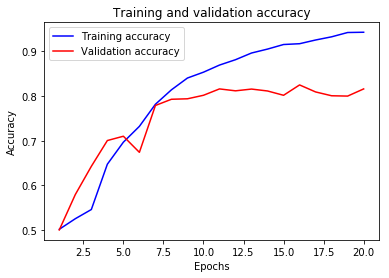 Training and validation accuracy
Training accuracy
Validation accuracy
0.9
0.8
0.7
0.6
0.5
Accuracy
2.5 5.0 7.5 10.0 12.5 15.0 17.5 20.0
Epochs